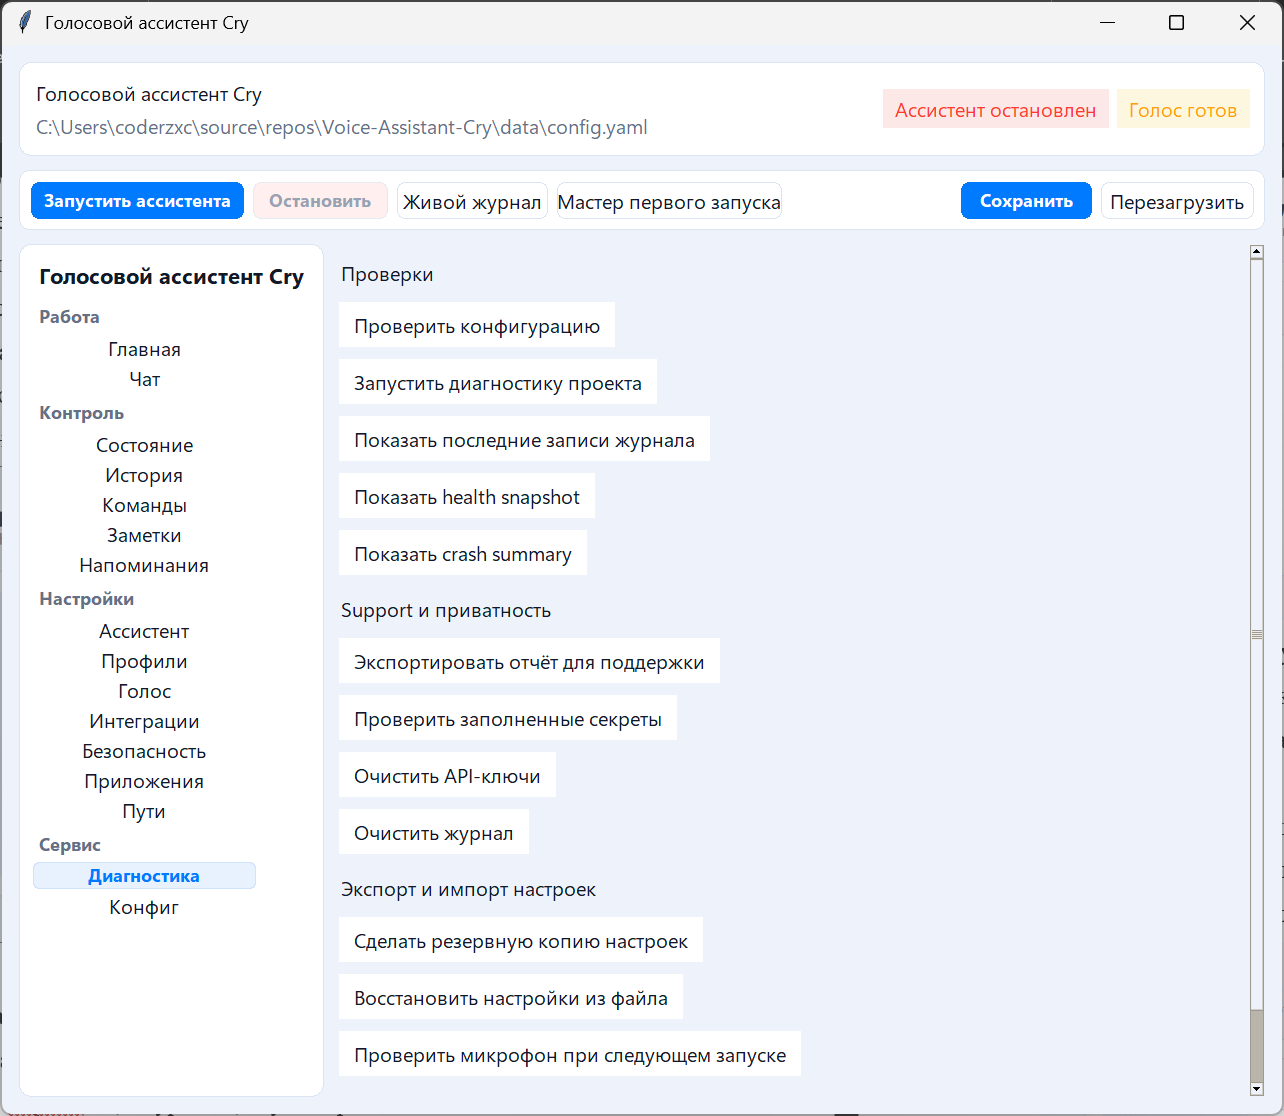 Голосовой ассистент Cry
Голосовой ассистент Cry
C:\Users\coderzxc\source\repos\Voice-Assistant-Cry\data\config.yaml
Ассистент остановлен
Голос готов
Запустить ассистента
Остановить
Живой журнал
Мастер первого запуска
Сохранить
Перезагрузить
Голосовой ассистент Cry
Работа
Главная
Чат
Контроль
Состояние
История
Команды
Заметки
Напоминания
Настройки
Ассистент
Профили
Голос
Интеграции
Безопасность
Приложения
Пути
Сервис
Диагностика
Конфиг
Проверки
Проверить конфигурацию
Запустить диагностику проекта
Показать последние записи журнала
Показать health snapshot
Показать crash summary
Support и приватность
Экспортировать отчёт для поддержки
Проверить заполненные секреты
Очистить API-ключи
Очистить журнал
Экспорт и импорт настроек
Сделать резервную копию настроек
Восстановить настройки из файла
Проверить микрофон при следующем запуске